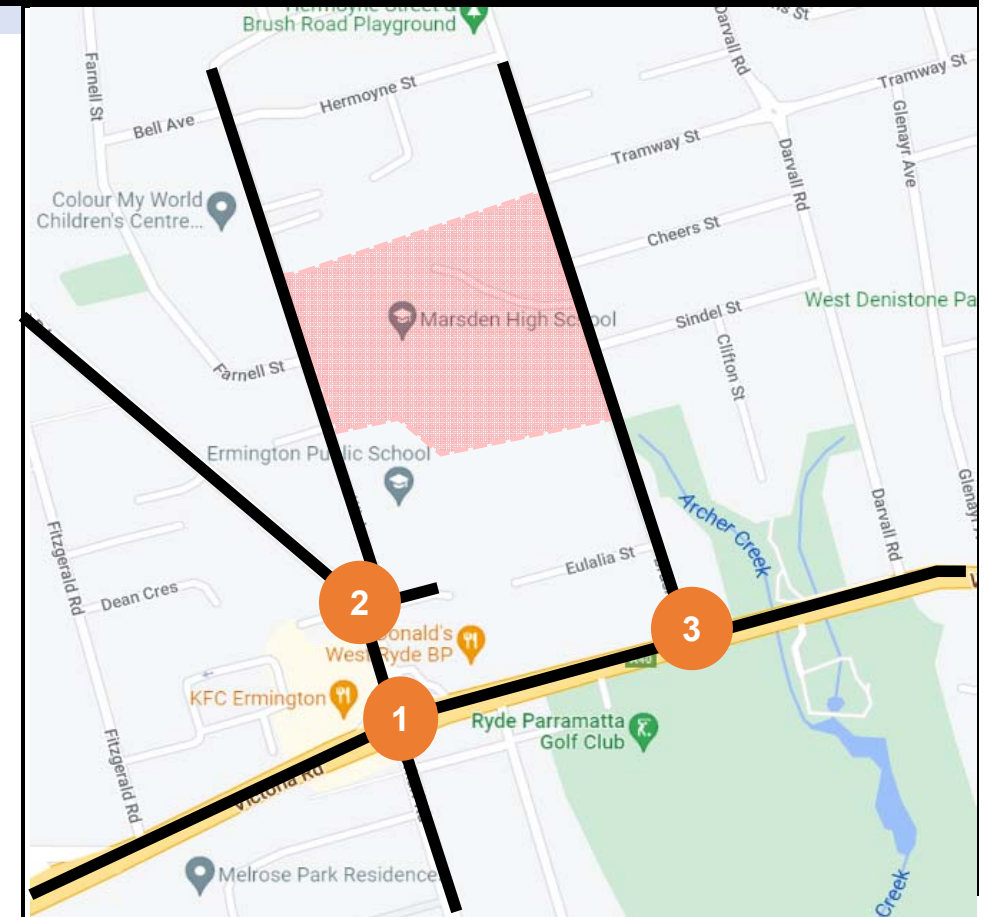 Brush Road Playground
Darvall Rd
Farnell St
Tramway St
Hermoyne St
Bell Ave
Glenayr Ave
Tramway St
Darvall Rd
Colour My World
Children's Centre...
Cheers St
West Denistone Pa
Sindel St
Marsden High School
Clifton St
Farnell St
Ermington Public School
Archer Creek
Darvall Rd
Fitzgerald Rd
Eulalia St
Dean Cres
2
3
West Ryde BP
1
KFC Ermington
Ryde Parramatta
Golf Club
Fitzgerald Rd
Victoria Rd
Melrose Park Residence
Creek